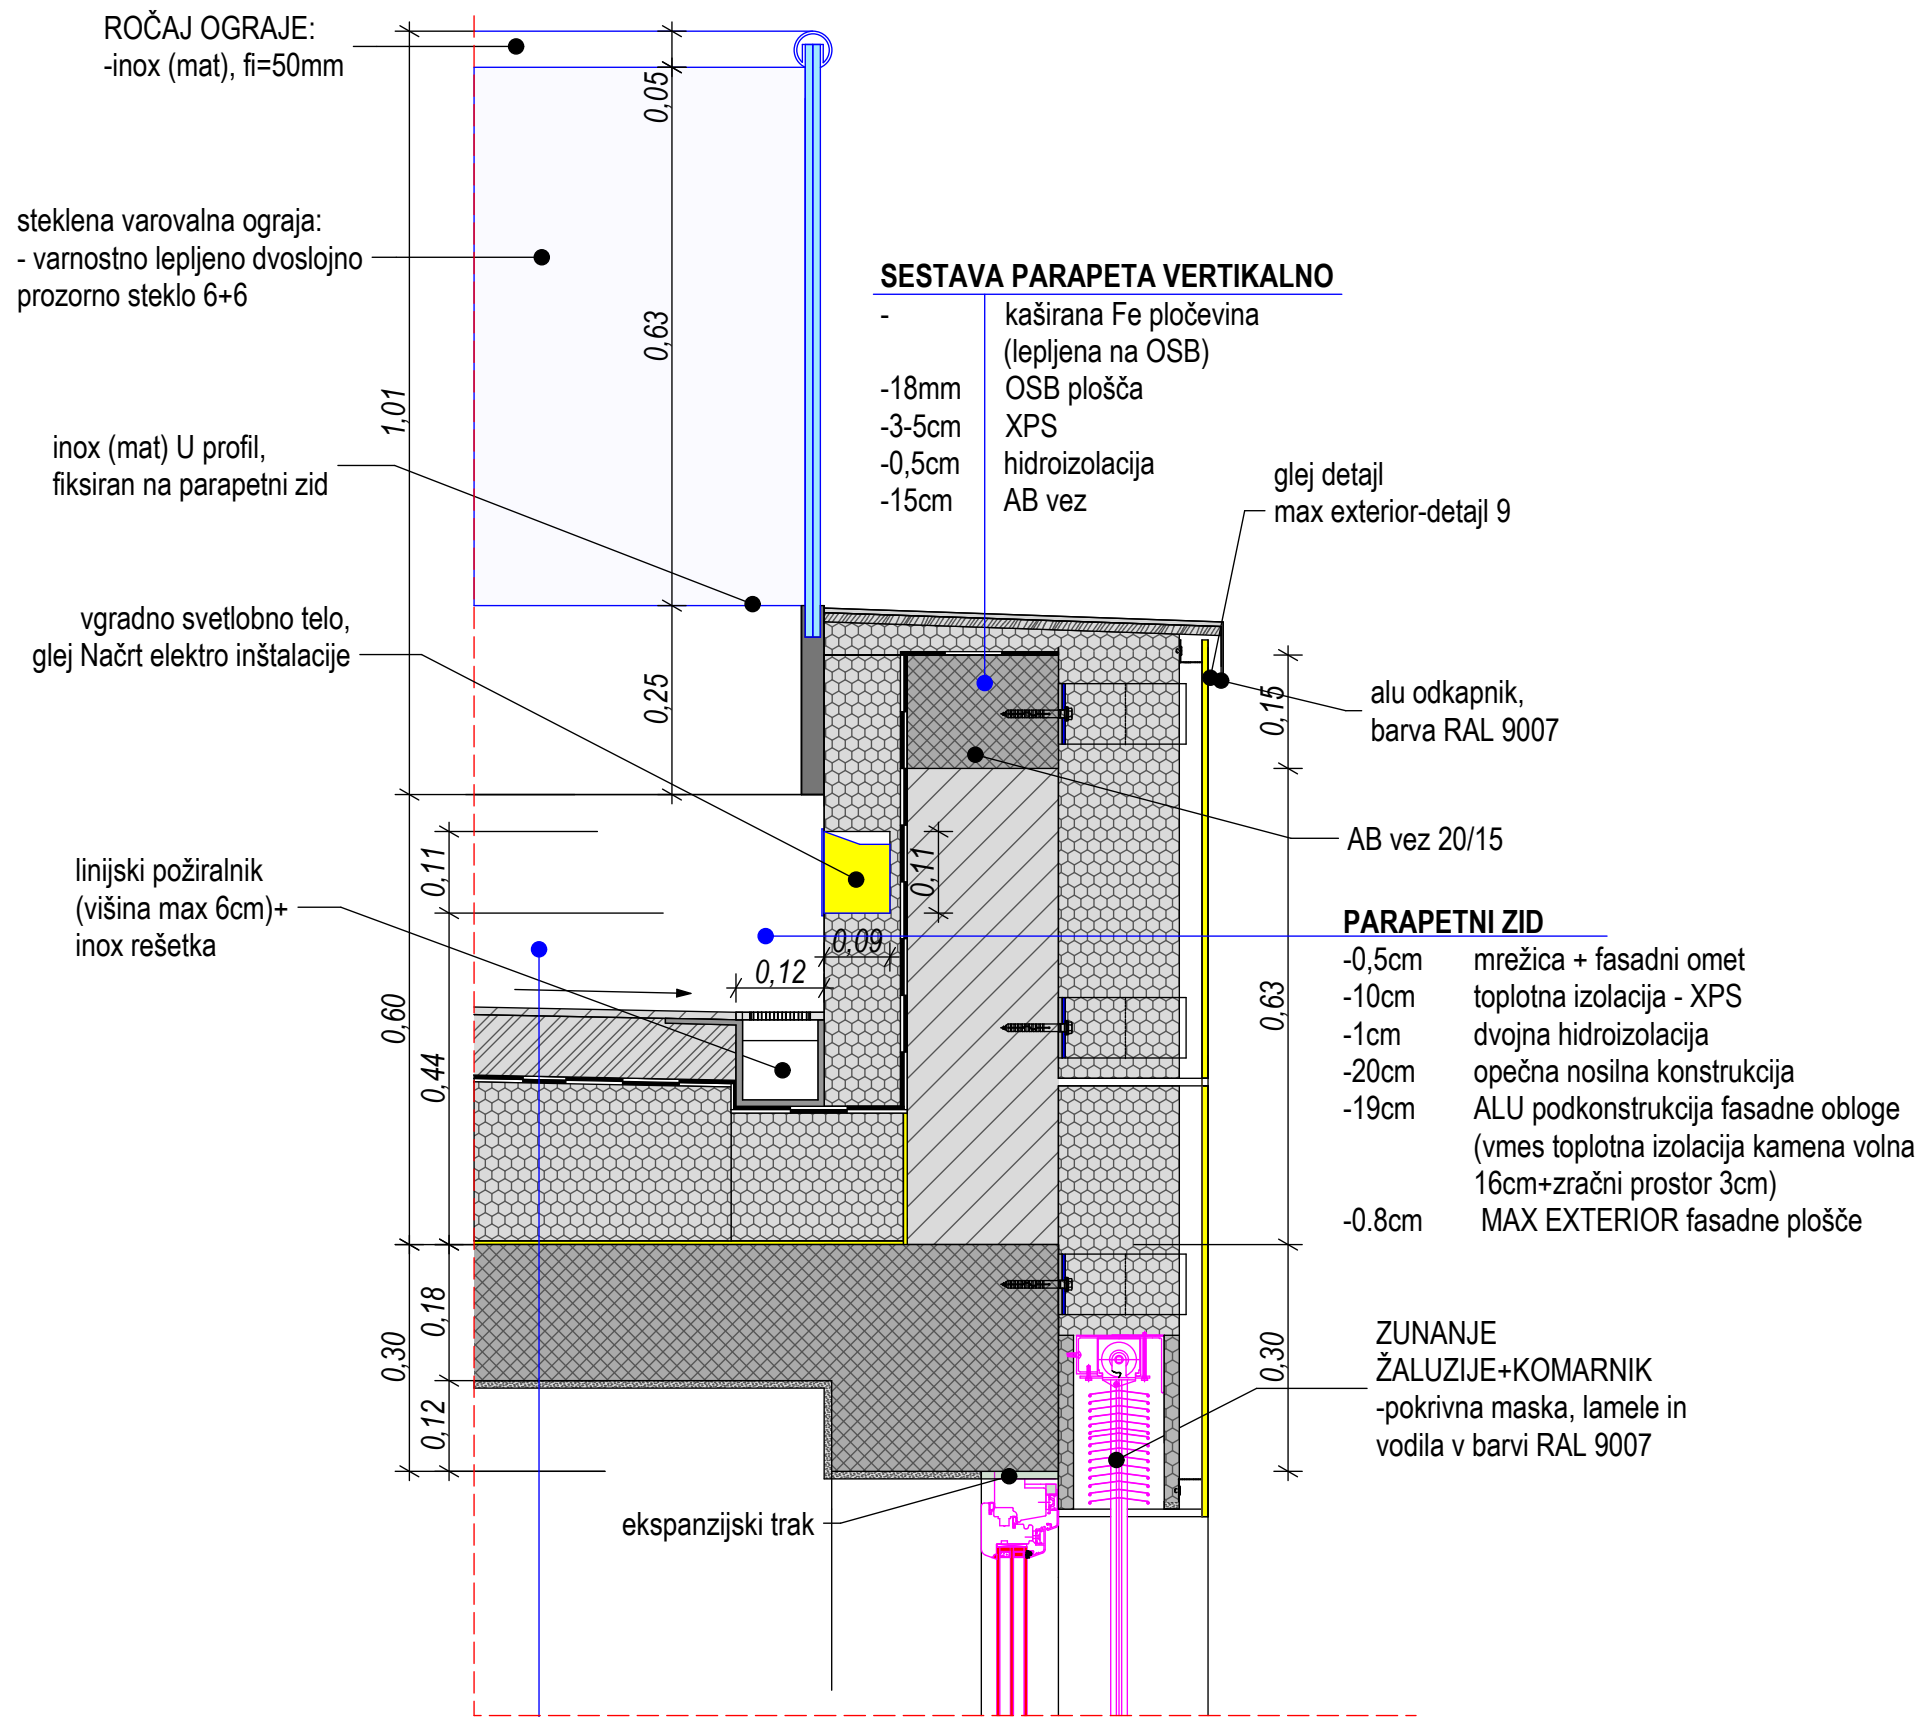 ROČAJ OGRAJE:
-inox (mat), fi=50mm
steklena varovalna ograja:
- varnostno lepljeno dvoslojno
prozorno steklo 6+6
inox (mat) U profil,
fiksiran na parapetni zid
vgradno svetlobno telo,
glej Načrt elektro inštalacije
linijski požiralnik
(višina max 6cm)+
inox rešetka
1,01
0,60
0,30
0,11
0,44
0,18
0,12
0,05
0,63
0,25
0,12
0,09
0,11
SESTAVA PARAPETA VERTIKALNO
- kaširana Fe pločevina
(lepljena na OSB)
-18mm OSB plošča
-3-5cm XPS
-0,5cm hidroizolacija
-15cm AB vez
glej detajl
max exterior-detajl 9
alu odkapnik,
barva RAL 9007
0,15
0,63
0,30
AB vez 20/15
PARAPETNI ZID
-0,5cm mrežica + fasadni omet
-10cm toplotna izolacija - XPS
-1cm dvojna hidroizolacija
-20cm opečna nosilna konstrukcija
-19cm ALU podkonstrukcija fasadne obloge
(vmes toplotna izolacija kamena volna
16cm+zračni prostor 3cm)
-0.8cm MAX EXTERIOR fasadne plošče
ZUNANJE
ŽALUZIJE+KOMARNIK
-pokrivna maska, lamele in
vodila v barvi RAL 9007
ekspanzijski trak